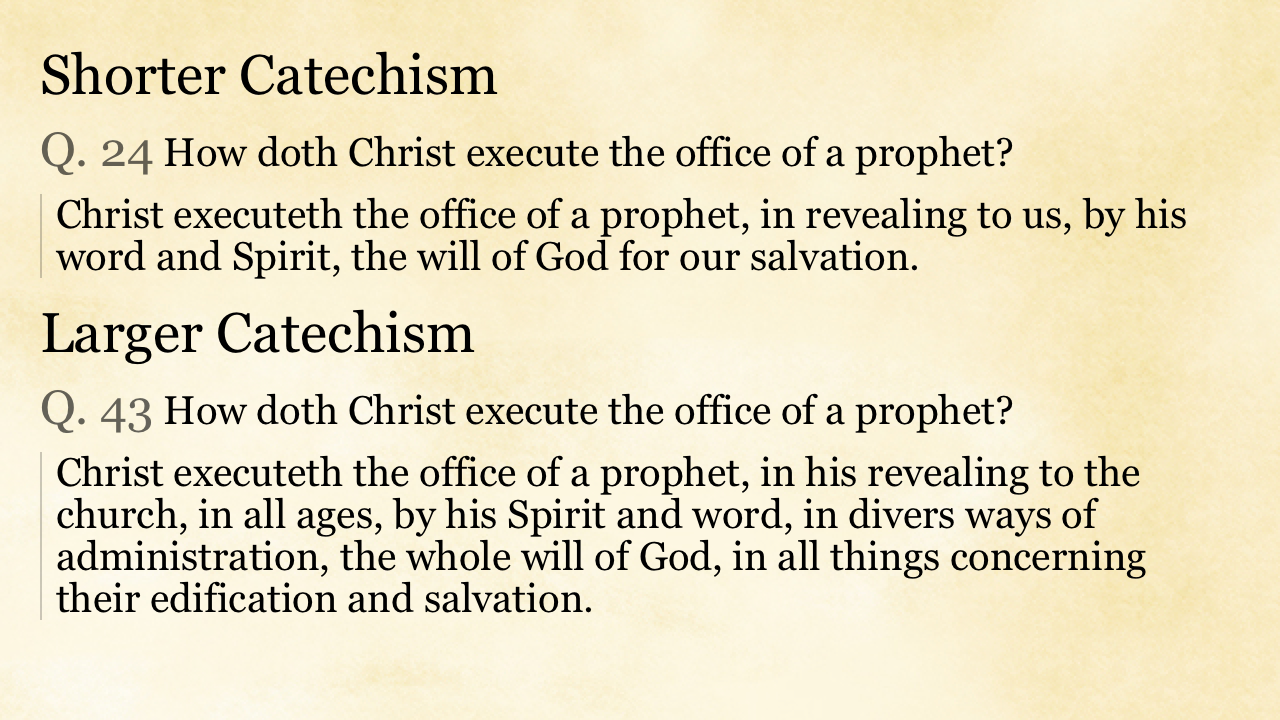 Shorter Catechism
Q. 24 How doth Christ execute the office of a prophet?
Christ executeth the office of a prophet, in revealing to us, by his
word and Spirit, the will of God for our salvation.
Larger Catechism
Q. 43 How doth Christ execute the office of a prophet?
Christ executeth the office of a prophet, in his revealing to the
church, in all ages, by his Spirit and word, in divers ways of
administration, the whole will of God, in all things concerning
their edification and salvation.